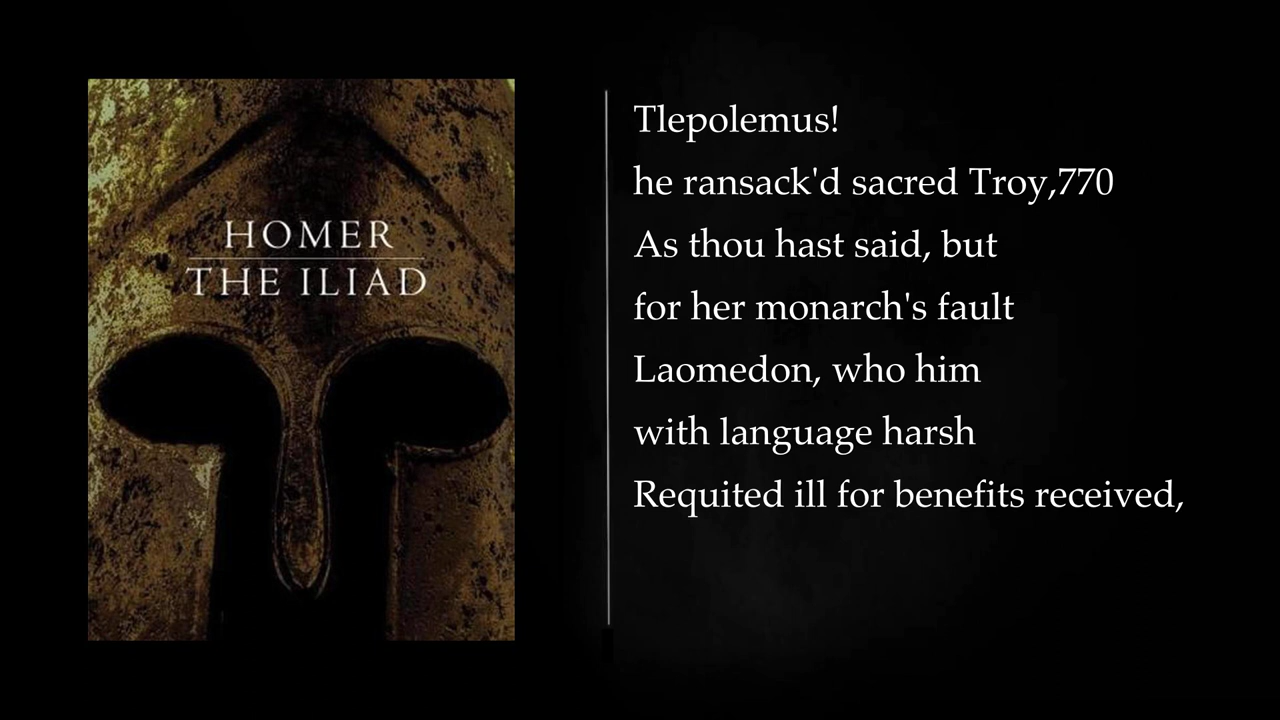 HOMER
THE ILIAD
Tlepolemus!
he ransack'd sacred Troy,770
As thou hast said, but
for her monarch's fault
Laomedon, who him
with language harsh
Requited ill for benefits received,